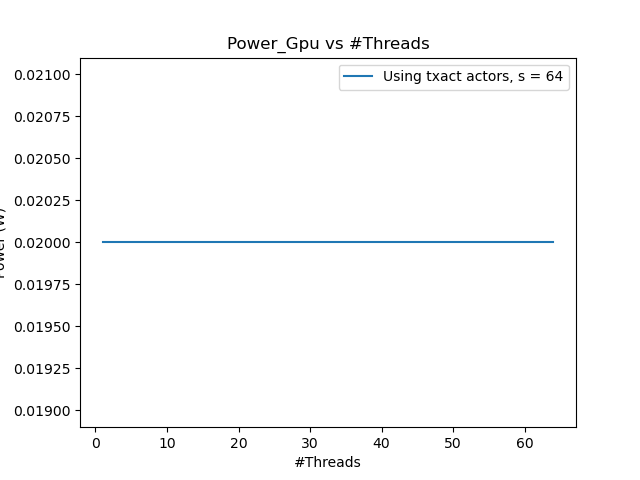 Power_Gpu vs #Threads
Using txact actors, s = 64
0.02100
0.02075
0.02050
0.02025
0.02000
0.01975
0.01950
0.01925
0.01900
Power (W)
0 10 20 30 40 50 60
#Threads